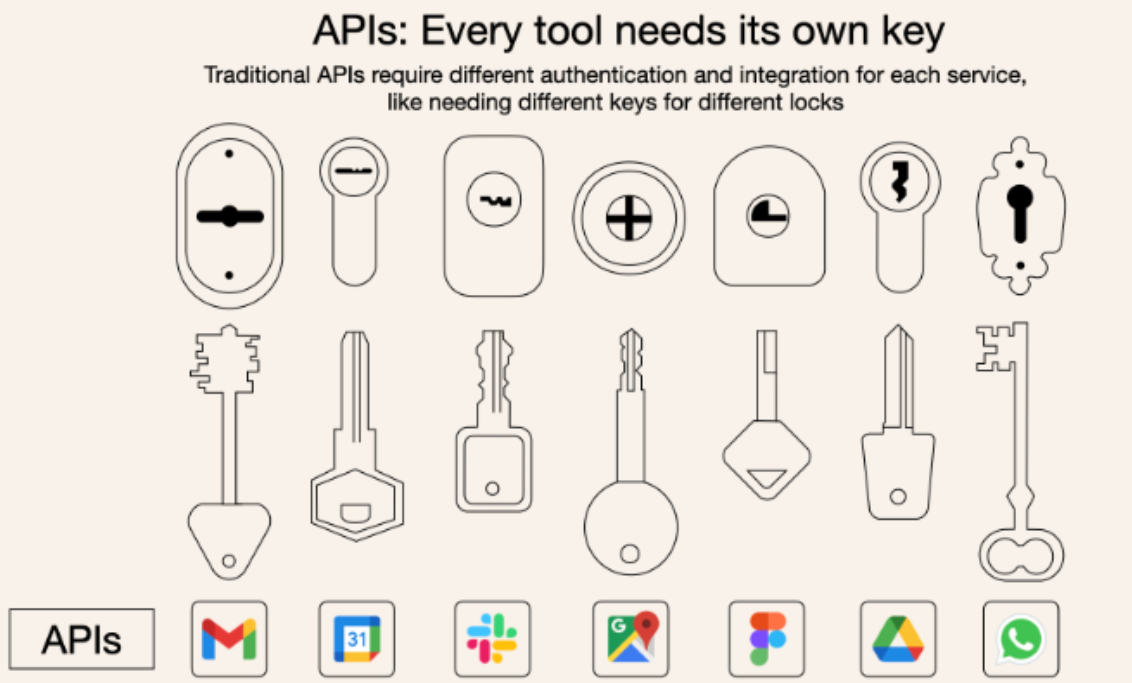 APIs: Every tool needs its own key
Traditional APIs require different authentication and integration for each service,
like needing different keys for different locks
APIs
31
G